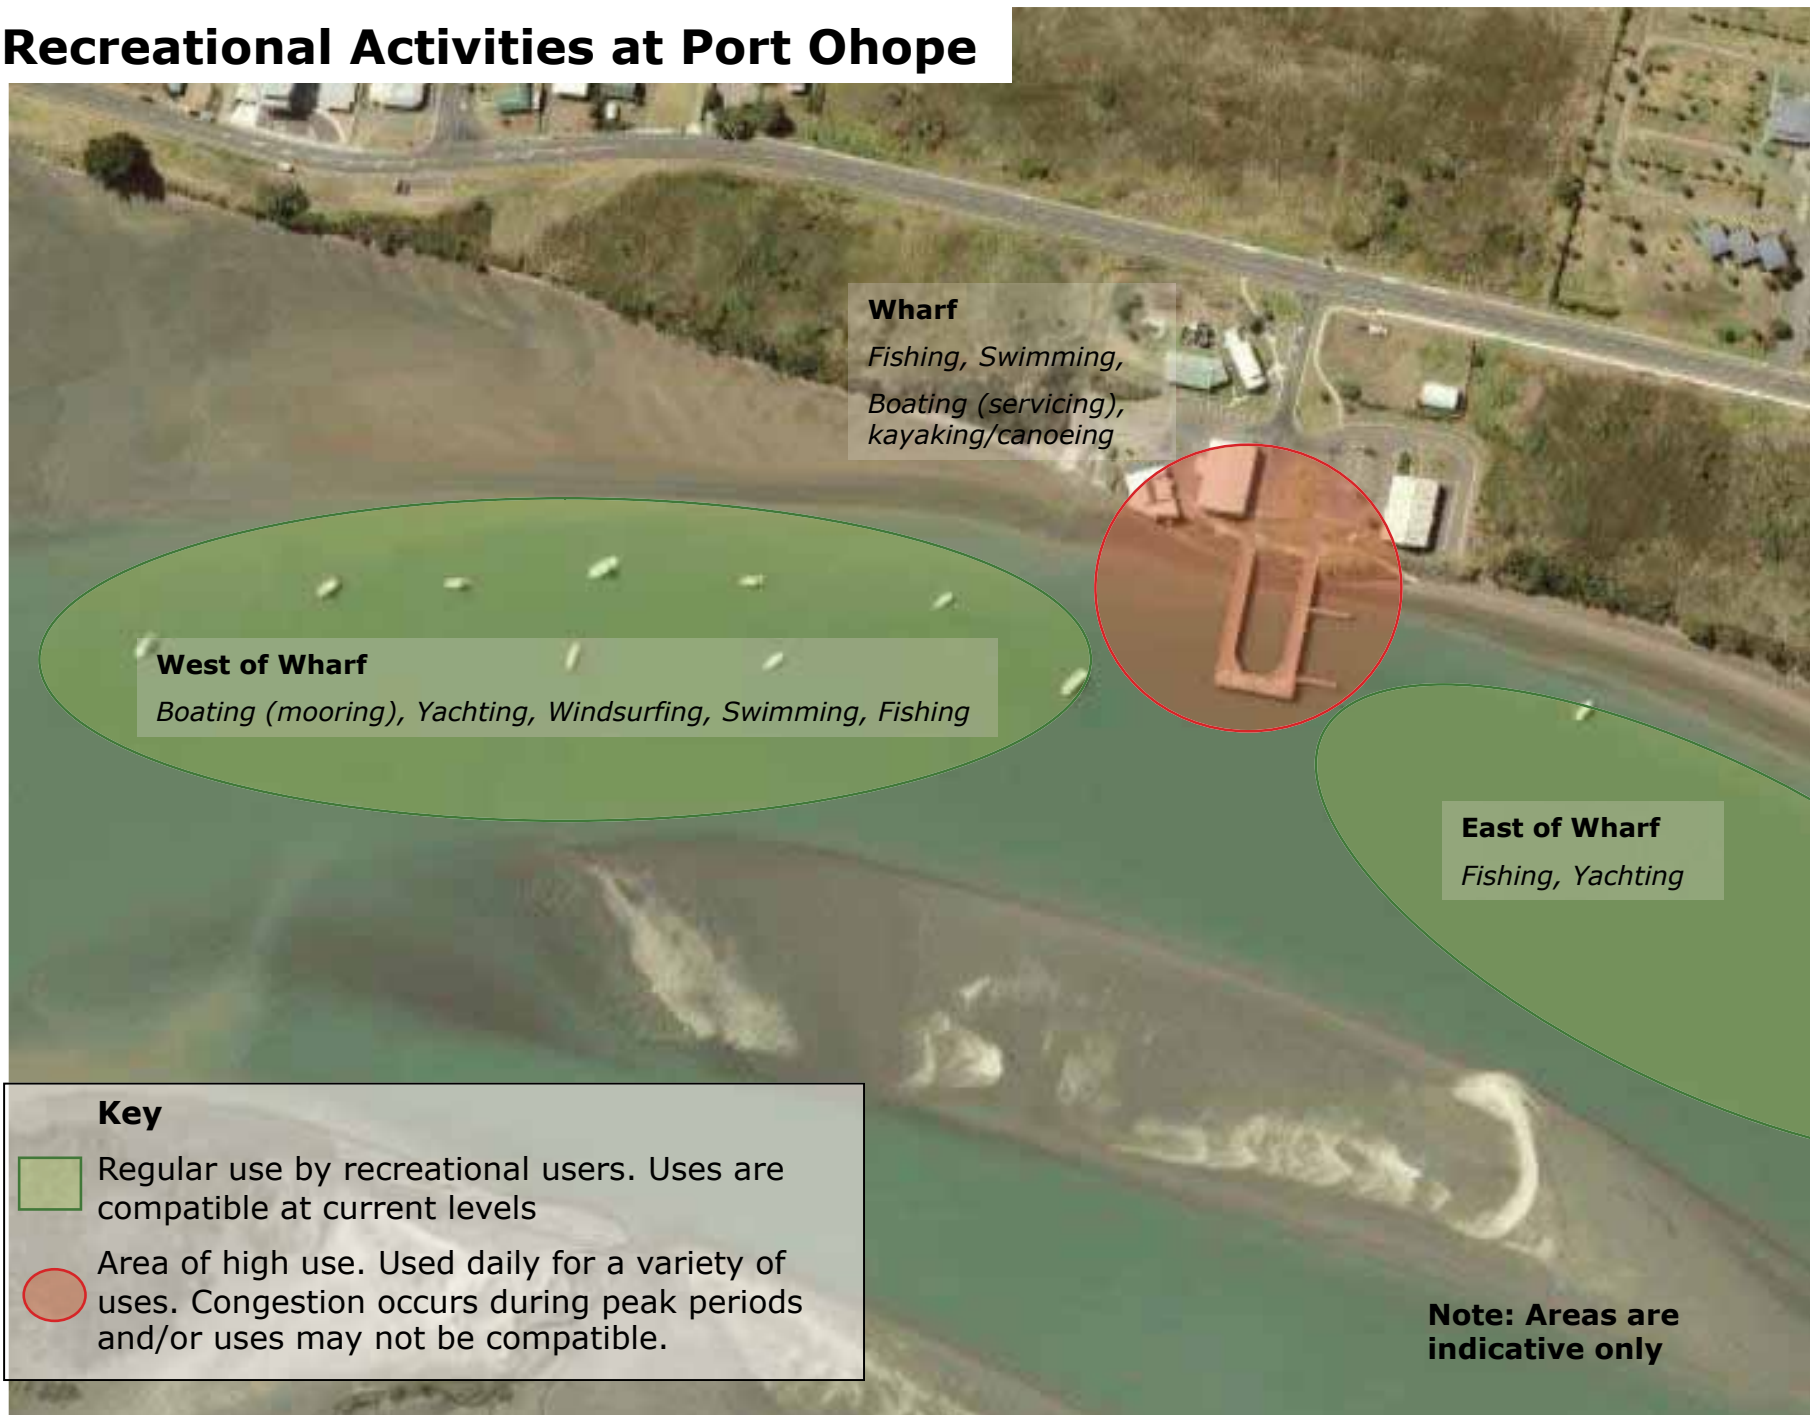 Recreational Activities at Port Ohope
Wharf
Fishing, Swimming,
Boating (servicing),
kayaking/canoeing
West of Wharf
Boating (mooring), Yachting, Windsurfing, Swimming, Fishing
East of Wharf
Fishing, Yachting
Key
Regular use by recreational users. Uses are
compatible at current levels
Area of high use. Used daily for a variety of
uses. Congestion occurs during peak periods
and/or uses may not be compatible.
Note: Areas are
indicative only